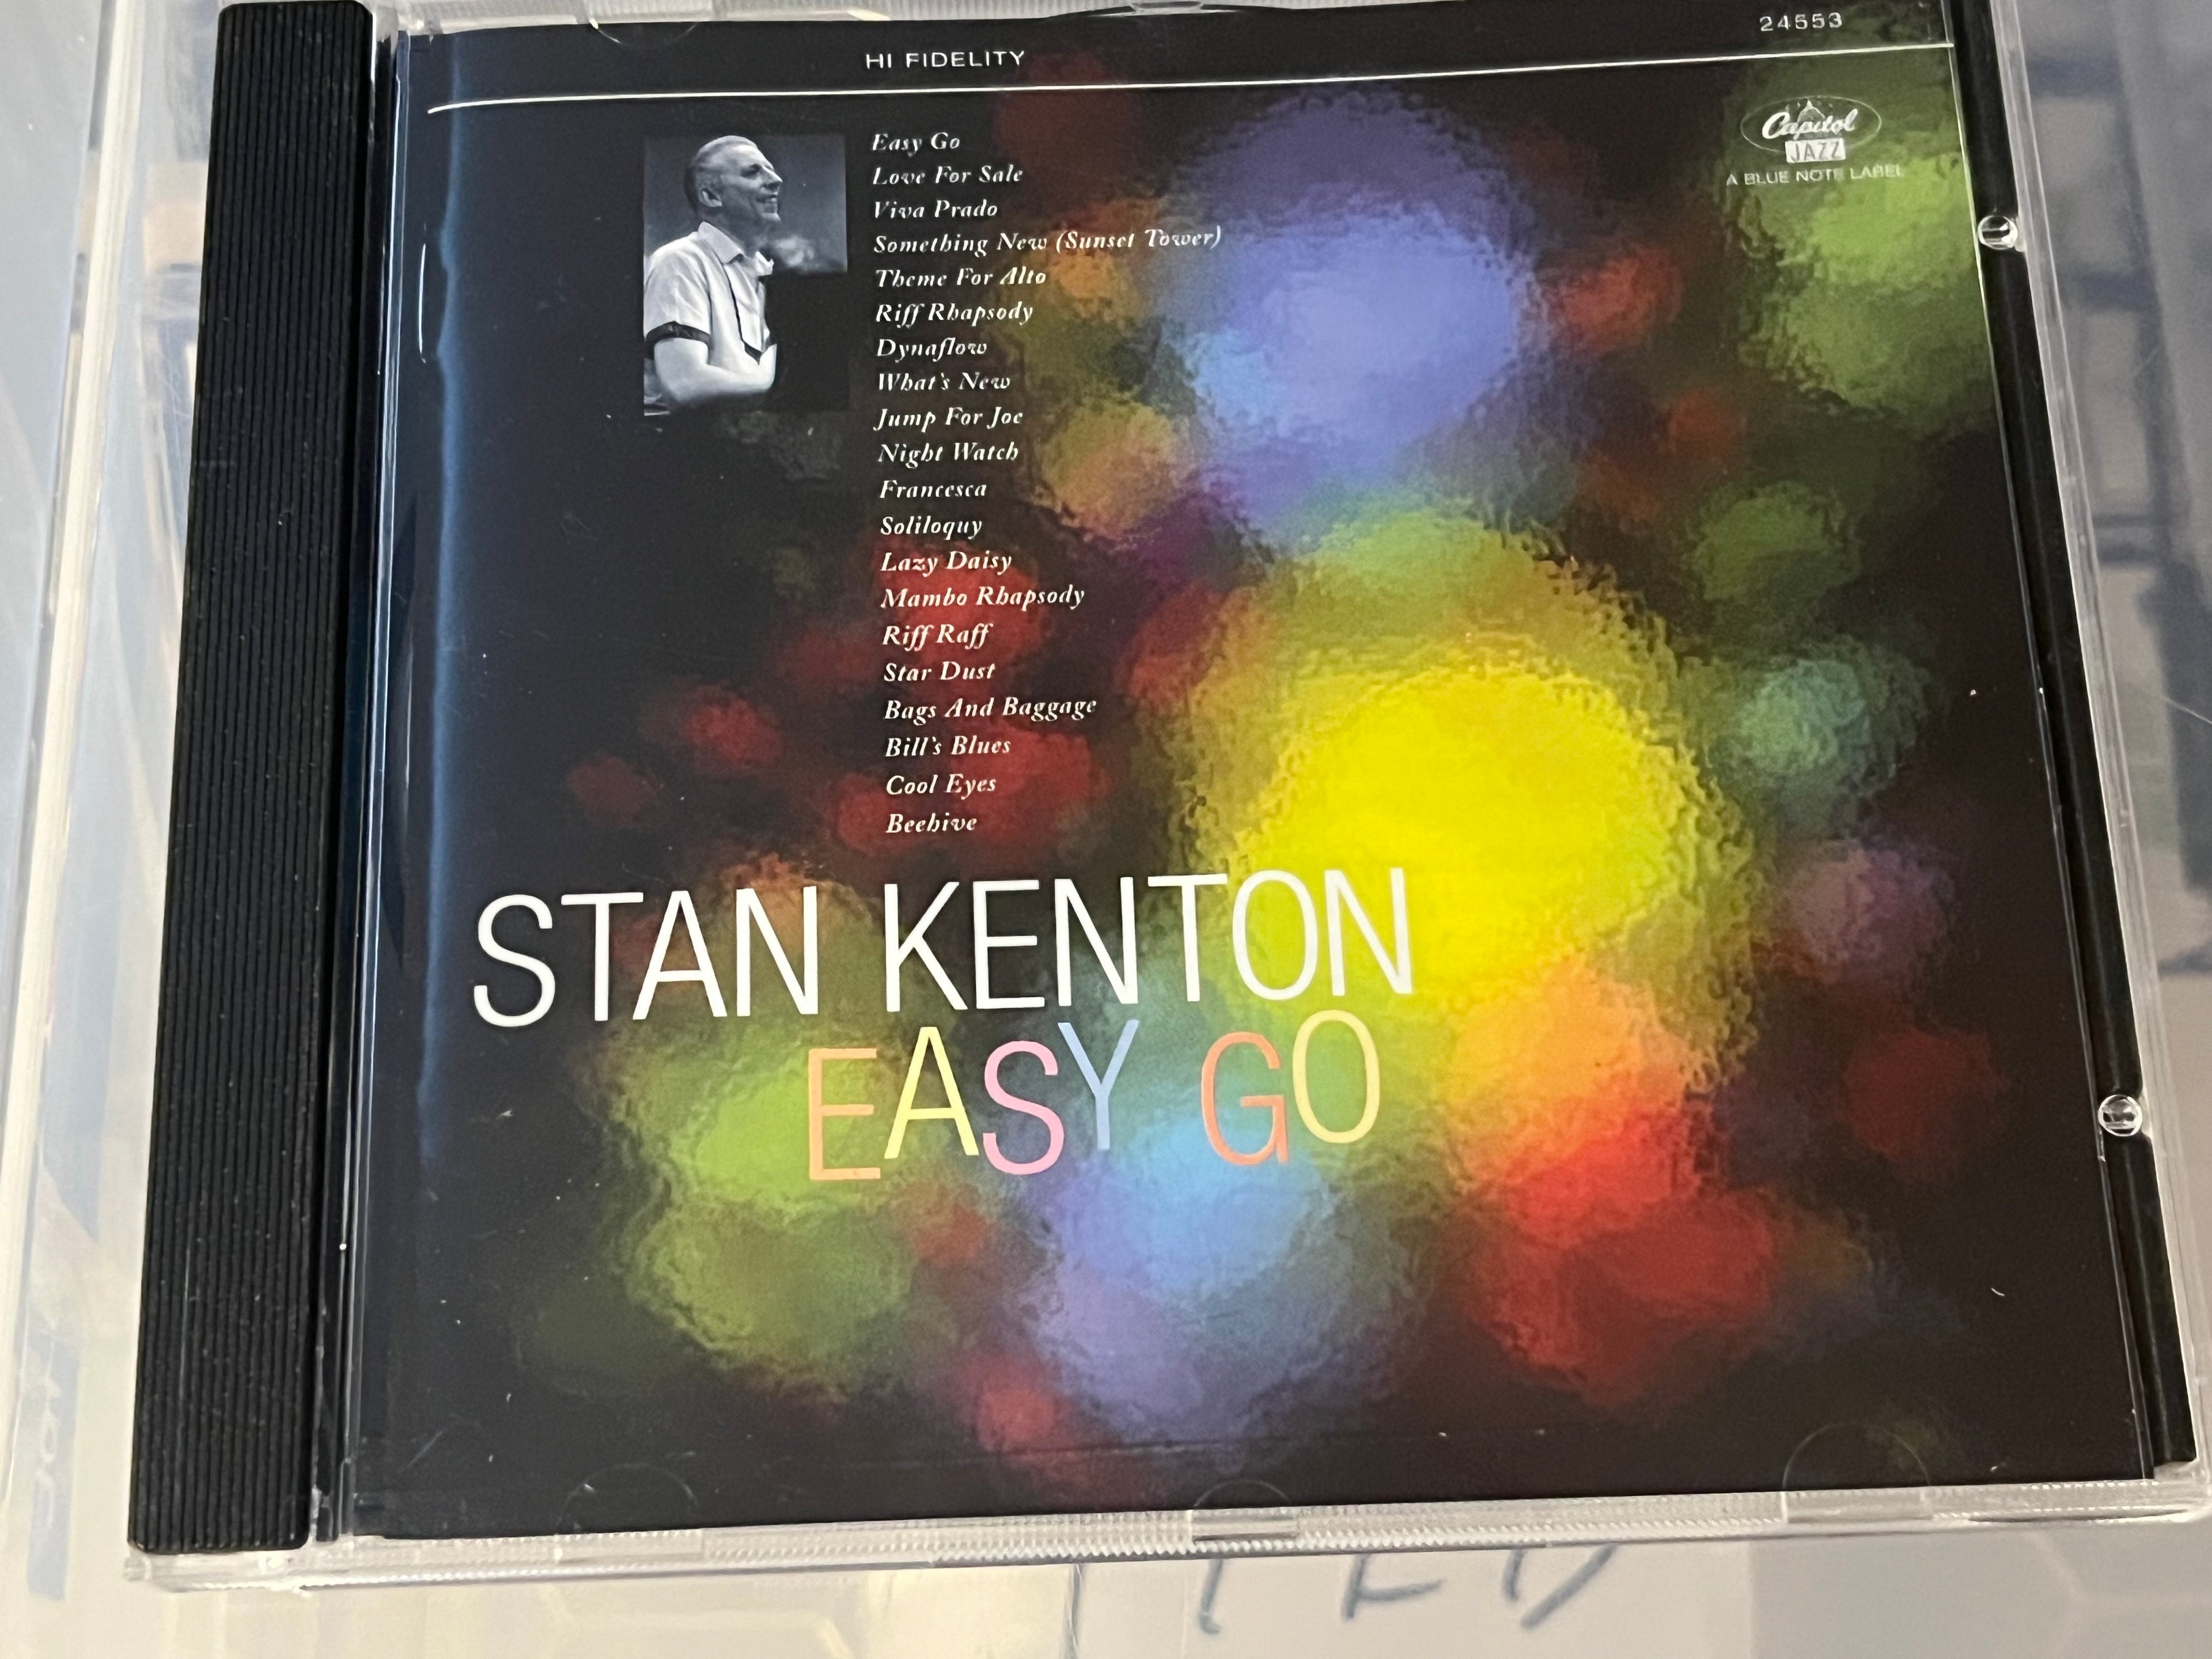 HI FIDELITY
24553
Capitol
JAZZ
A BLUE NOTE LABEL
Easy Go
Love For Sale
Viva Prado
Something New (Sunset Tower)
Theme For Alto
Riff Rhapsody
Dynaflow
What's New
Jump For Joe
Night Watch
Francesca
Soliloquy
Lazy Daisy
Mambo Rhapsody
Riff Raff
Star Dust
Bags And Baggage
Bill's Blues
Cool Eyes
Beehive
STAN KENTON
EASY GO